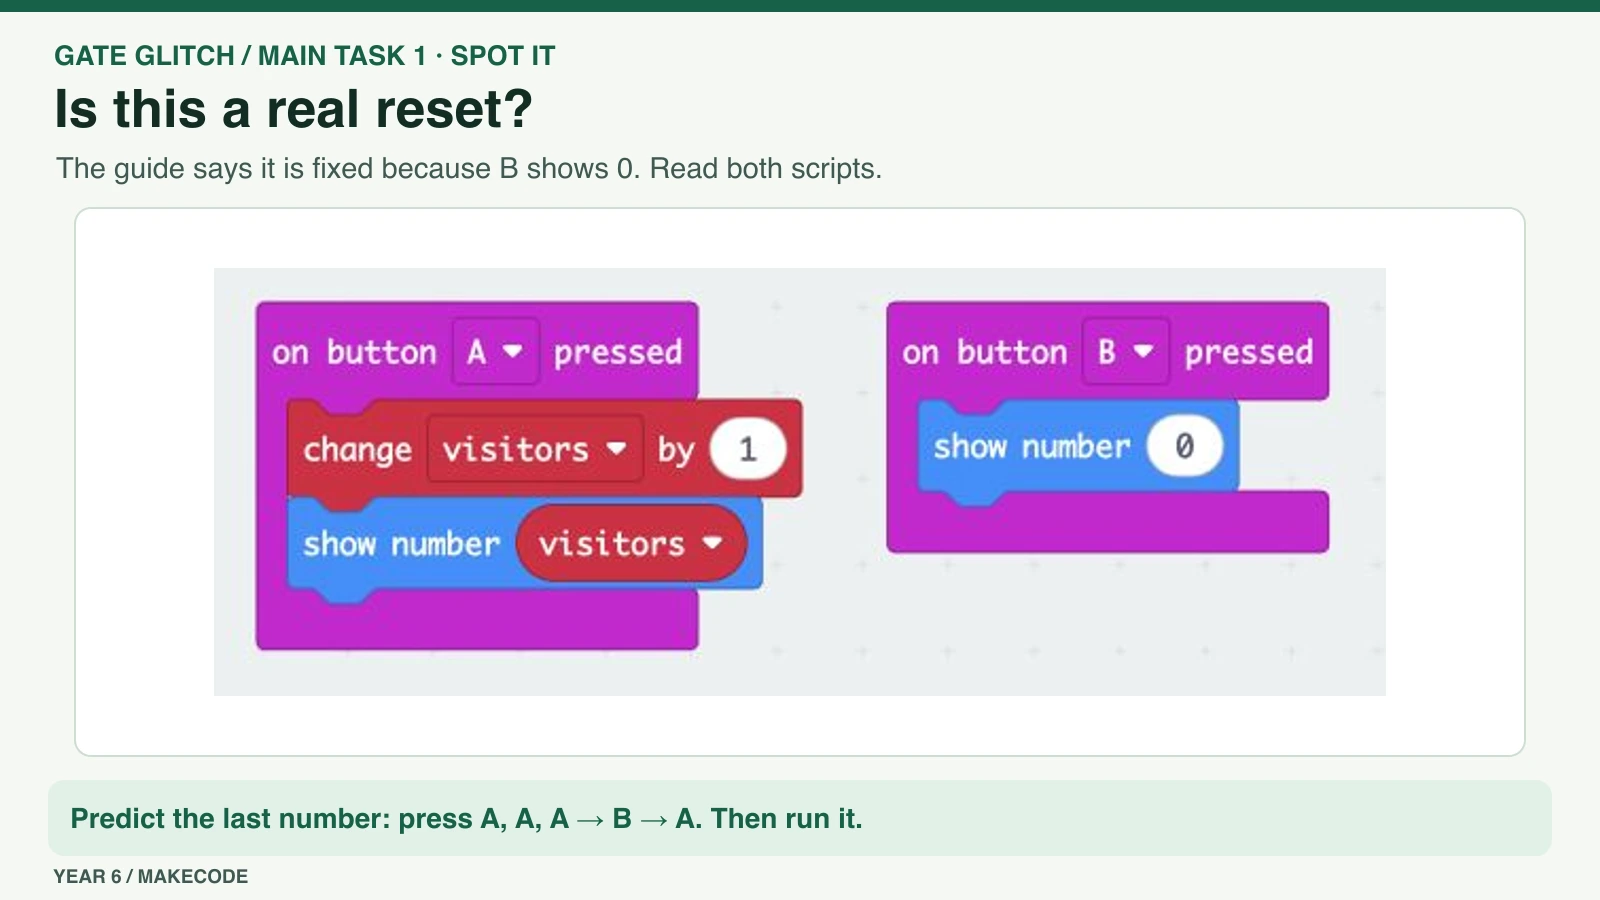 GATE GLITCH / MAIN TASK 1 · SPOT IT
Is this a real reset?
The guide says it is fixed because B shows 0. Read both scripts.
on button A pressed
change visitors by 1
show number visitors
on button B pressed
show number 0
Predict the last number: press A, A, A → B → A. Then run it.
YEAR 6 / MAKECODE